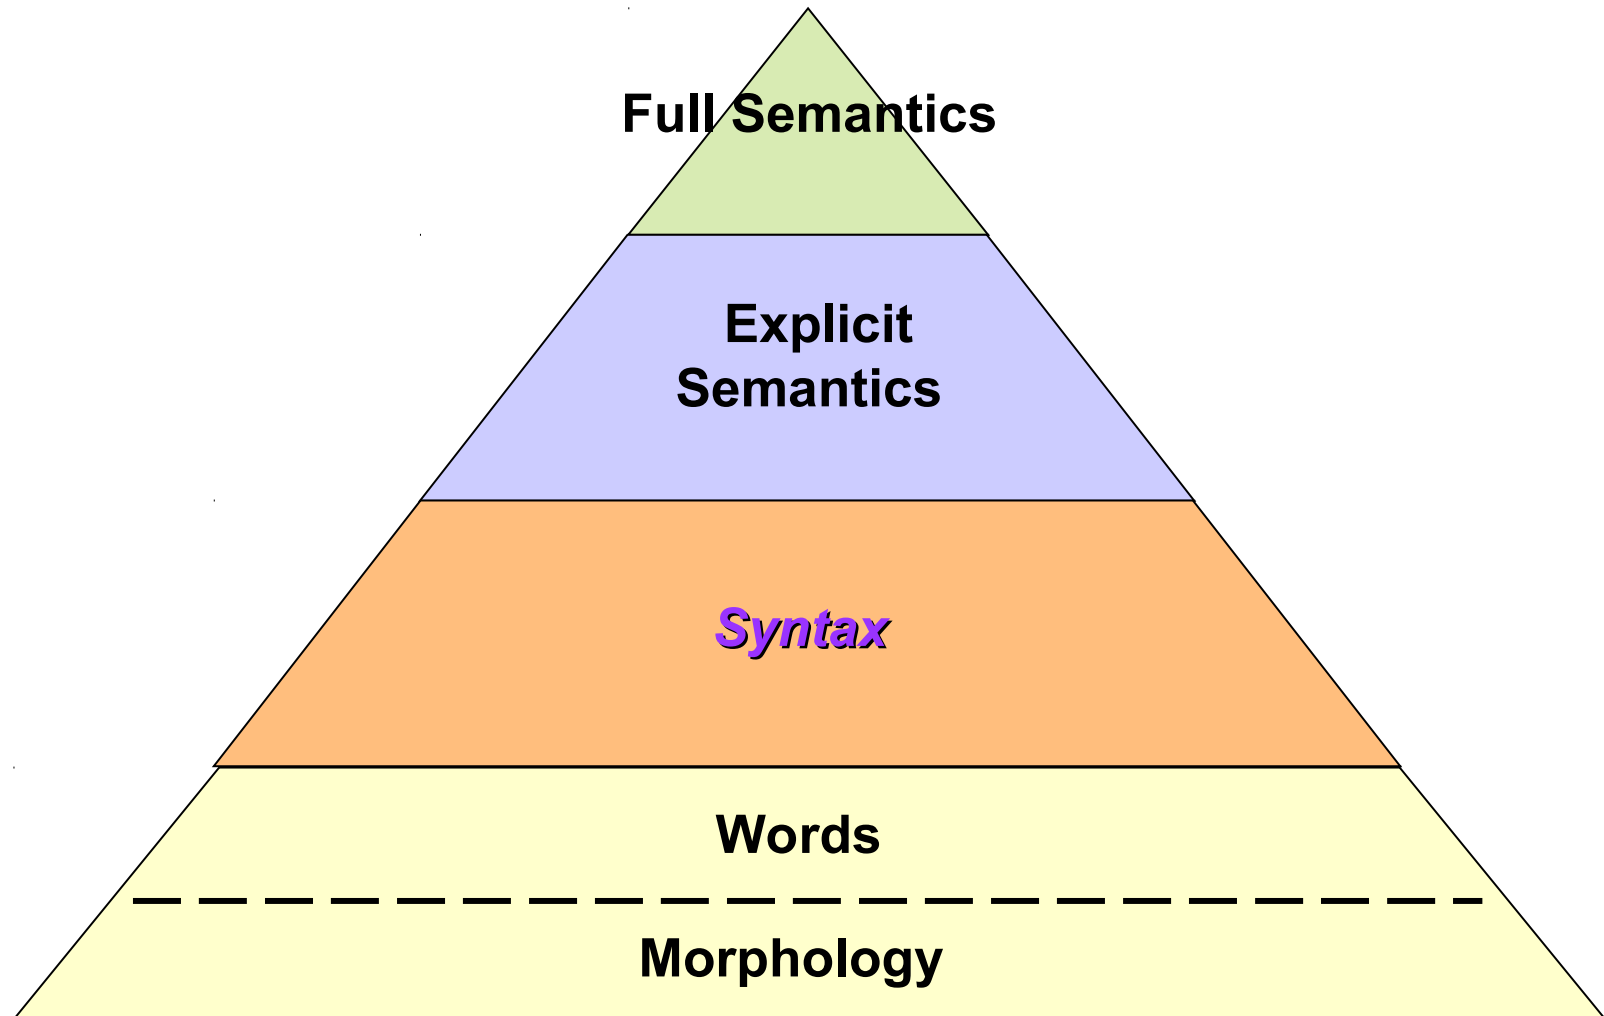 Full Semantics
Explicit
Semantics
Syntax
Words
Morphology